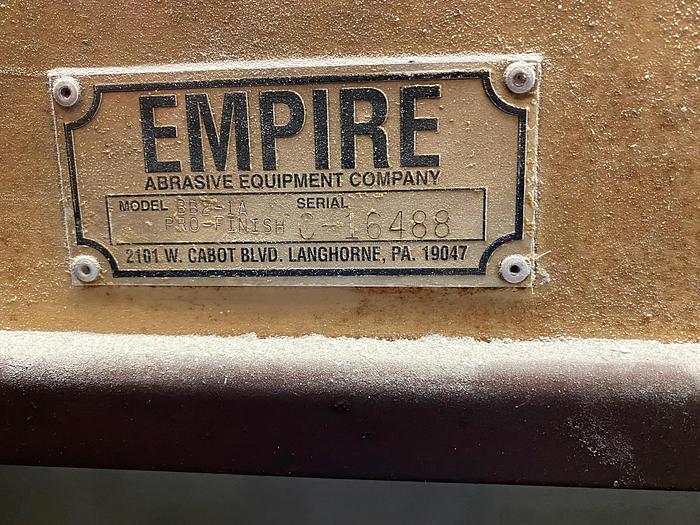 EMPIRE
ABRASIVE EQUIPMENT COMPANY
MODEL SERIAL
PRO-FINISH C-16488
2101 W. CABOT BLVD. LANGHORNE, PA. 19047